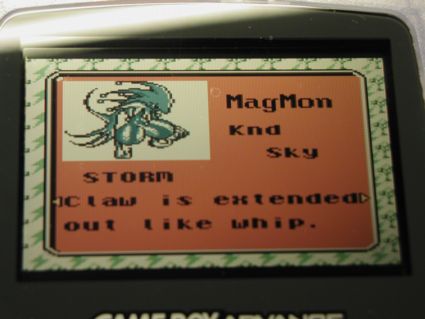 MagMon
Knd
Sky
STORM
Claw is extended
out like whip.
GAME BOY ADVANCE